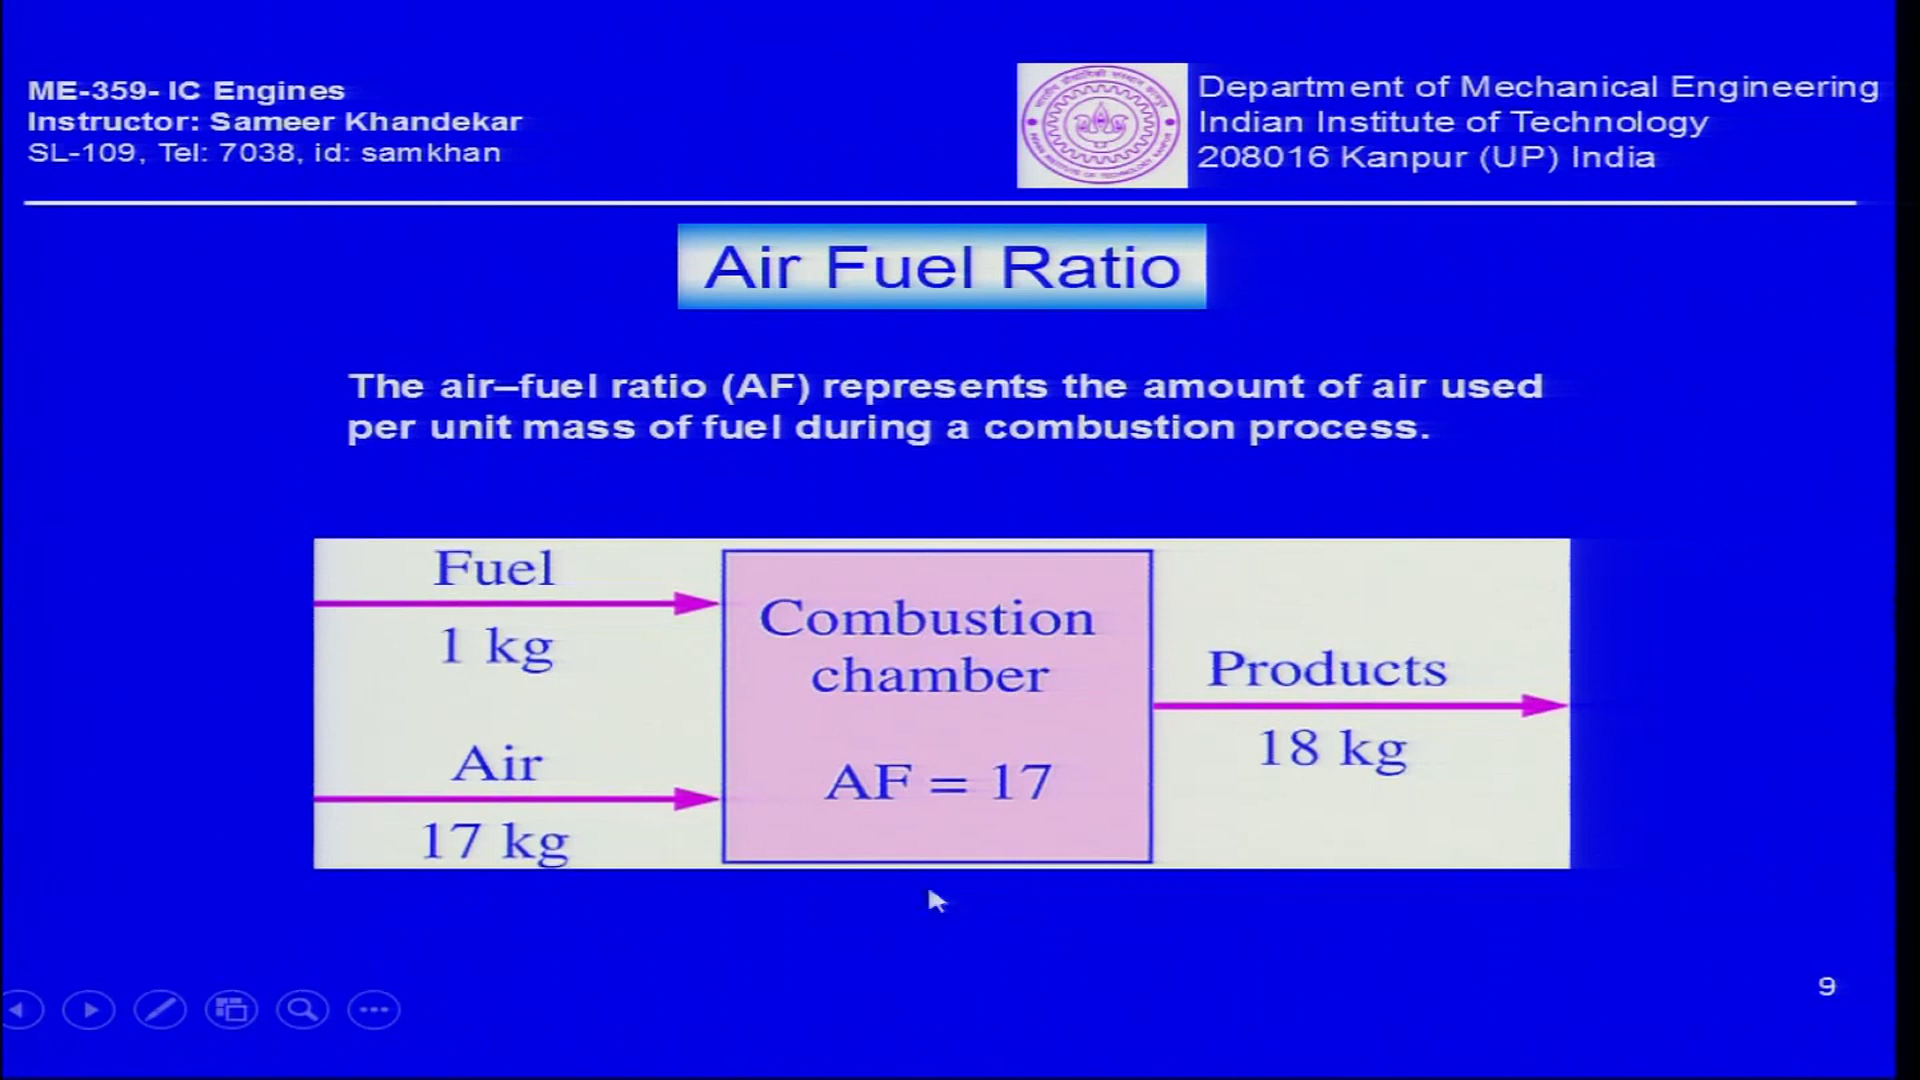 ME-359- IC Engines
Instructor: Sameer Khandekar
SL-109, Tel: 7038, id: samkhan
Department of Mechanical Engineering
Indian Institute of Technology
208016 Kanpur (UP) India
Air Fuel Ratio
The air–fuel ratio (AF) represents the amount of air used
per unit mass of fuel during a combustion process.
Fuel
1 kg
Air
17 kg
Combustion
chamber
AF = 17
Products
18 kg
9